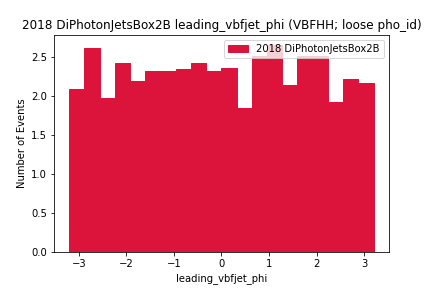 2018 DiPhotonJetsBox2B leading_vbfjet_phi (VBFHH; loose pho_id)
2018 DiPhotonJetsBox2B
Number of Events
2.5
2.0
1.5
1.0
0.5
0.0
−3 −2 −1 0 1 2 3
leading_vbfjet_phi